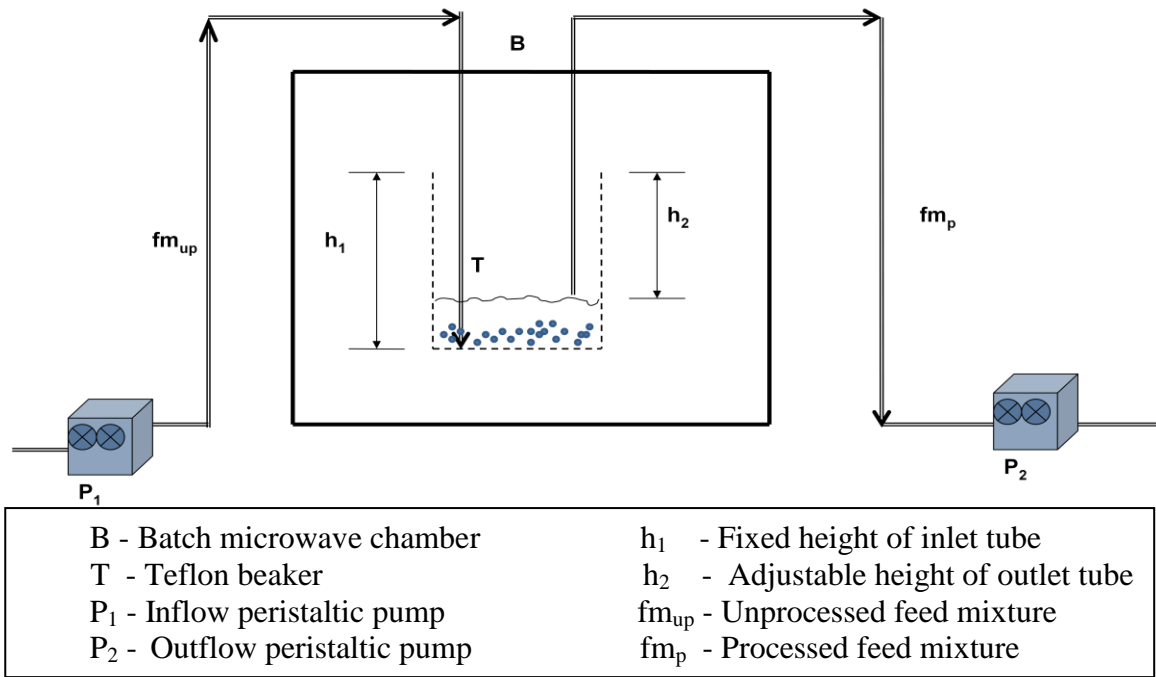 B
h₁
h₂
fmᵤₚ
fmₚ
T
P₁
P₂
B - Batch microwave chamber
T - Teflon beaker
P₁ - Inflow peristaltic pump
P₂ - Outflow peristaltic pump
h₁ - Fixed height of inlet tube
h₂ - Adjustable height of outlet tube
fmᵤₚ - Unprocessed feed mixture
fmₚ - Processed feed mixture